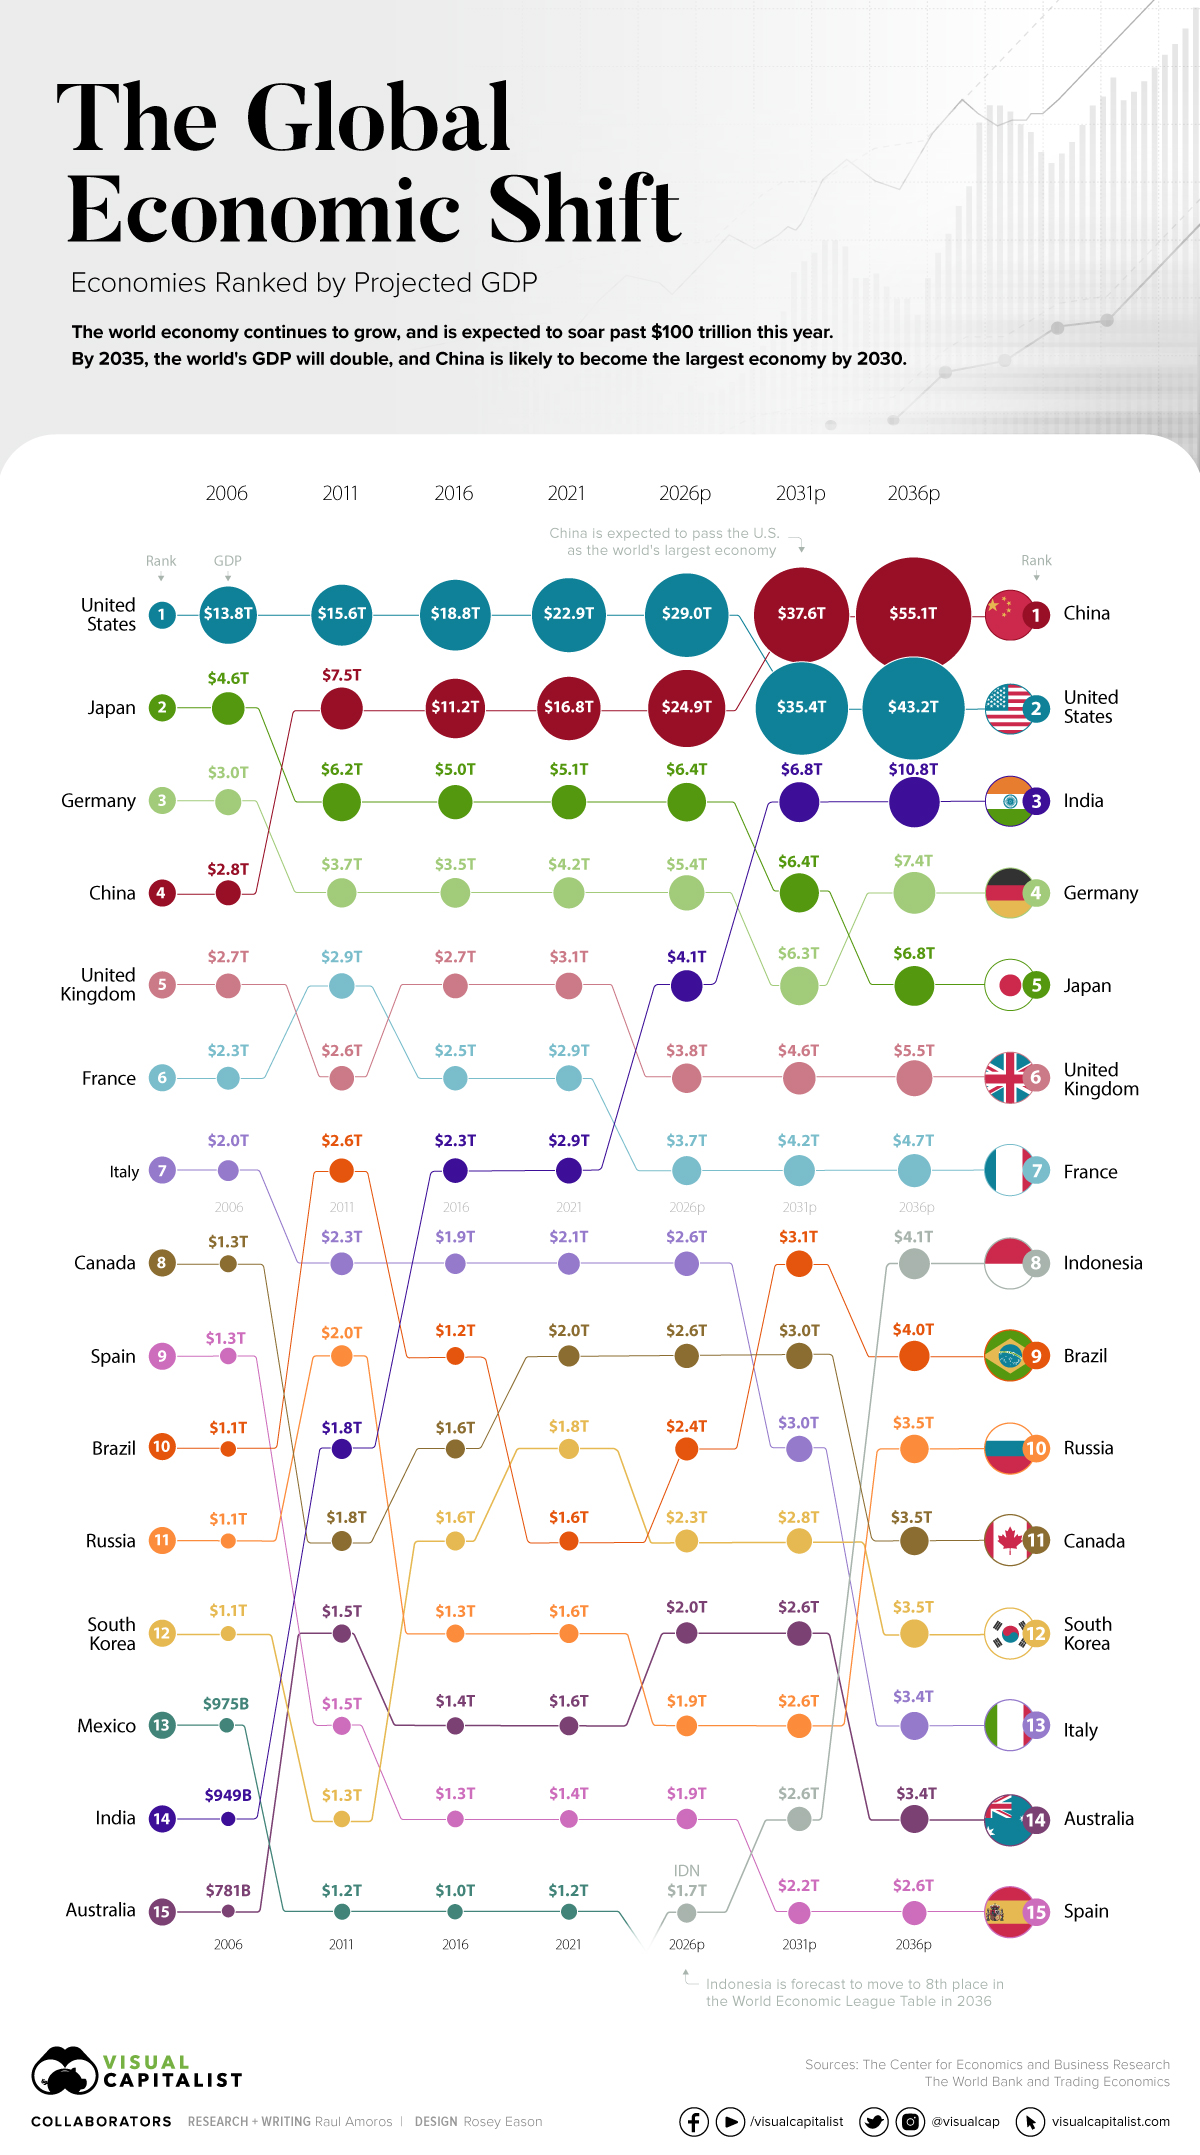 The Global
Economic Shift
Economies Ranked by Projected GDP
The world economy continues to grow, and is expected to soar past $100 trillion this year.
By 2035, the world's GDP will double, and China is likely to become the largest economy by 2030.
2006 2011 2016 2021 2026p 2031p 2036p
China is expected to pass the U.S.
as the world's largest economy
Rank GDP Rank
United States 1 $13.8T $15.6T $18.8T $22.9T $29.0T $37.6T $55.1T 1 China
Japan 2 $4.6T $7.5T $11.2T $16.8T $24.9T $35.4T $43.2T 2 United States
Germany 3 $3.0T $6.2T $5.0T $5.1T $6.4T $6.8T $10.8T 3 India
China 4 $2.8T $3.7T $3.5T $4.2T $5.4T $6.4T $7.4T 4 Germany
United Kingdom 5 $2.7T $2.9T $2.7T $3.1T $4.1T $6.3T $6.8T 5 Japan
France 6 $2.3T $2.6T $2.5T $2.9T $3.8T $4.6T $5.5T 6 United Kingdom
Italy 7 $2.0T $2.6T $2.3T $2.9T $3.7T $4.2T $4.7T 7 France
2006 2011 2016 2021 2026p 2031p 2036p
Canada 8 $1.3T $2.3T $1.9T $2.1T $2.6T $3.1T $4.1T 8 Indonesia
Spain 9 $1.3T $2.0T $1.2T $2.0T $2.6T $3.0T $4.0T 9 Brazil
Brazil 10 $1.1T $1.8T $1.6T $1.8T $2.4T $3.0T $3.5T 10 Russia
Russia 11 $1.1T $1.8T $1.6T $1.6T $2.3T $2.8T $3.5T 11 Canada
South Korea 12 $1.1T $1.5T $1.3T $1.6T $2.0T $2.6T $3.5T 12 South Korea
Mexico 13 $975B $1.5T $1.4T $1.6T $1.9T $2.6T $3.4T 13 Italy
India 14 $949B $1.3T $1.3T $1.4T $1.9T $2.6T $3.4T 14 Australia
IDN
Australia 15 $781B $1.2T $1.0T $1.2T $1.7T $2.2T $2.6T 15 Spain
2006 2011 2016 2021 2026p 2031p 2036p
Indonesia is forecast to move to 8th place in
the World Economic League Table in 2036
VISUAL
CAPITALIST
Sources: The Center for Economics and Business Research
The World Bank and Trading Economics
COLLABORATORS RESEARCH + WRITING Raul Amoros | DESIGN Rosey Eason
/visualcapitalist @visualcap visualcapitalist.com